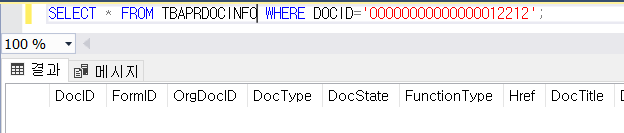 SELECT * FROM TBAPRDOCINFO WHERE DOCID='00000000000000012212';
100 %
결과 메시지
DocID FormID OrgDocID DocType DocState FunctionType Href DocTitle